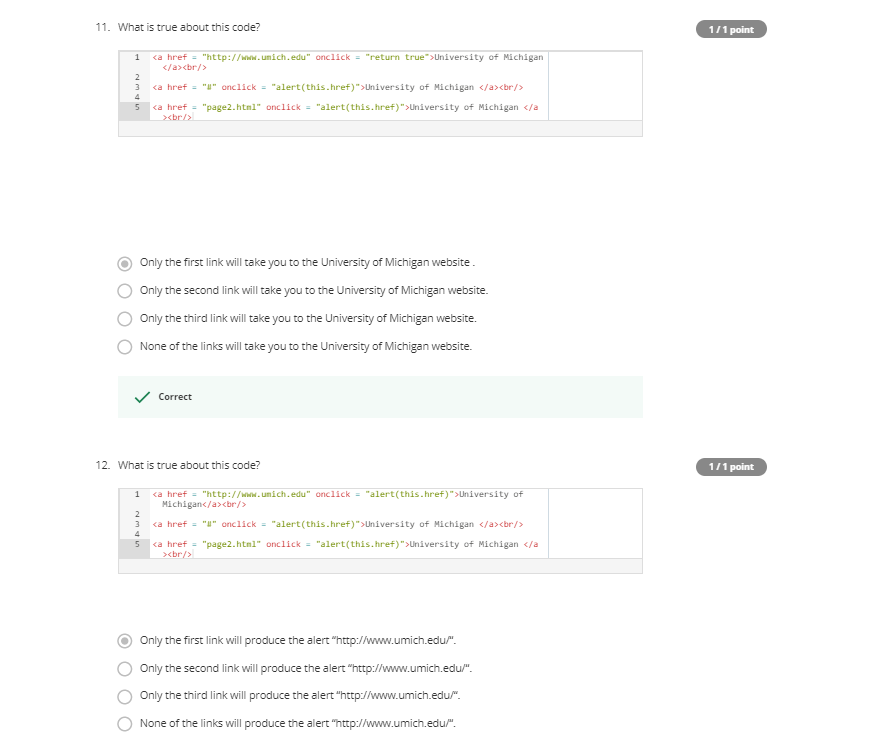 11. What is true about this code?
1 / 1 point
1 <a href = "http://www.umich.edu" onclick = "return true">University of Michigan
</a><br/>
2
3 <a href = "#" onclick = "alert(this.href)">University of Michigan </a><br/>
4
5 <a href = "page2.html" onclick = "alert(this.href)">University of Michigan </a
><br/>
Only the first link will take you to the University of Michigan website .
Only the second link will take you to the University of Michigan website.
Only the third link will take you to the University of Michigan website.
None of the links will take you to the University of Michigan website.
Correct
12. What is true about this code?
1 / 1 point
1 <a href = "http://www.umich.edu" onclick = "alert(this.href)">University of
Michigan</a><br/>
2
3 <a href = "#" onclick = "alert(this.href)">University of Michigan </a><br/>
4
5 <a href = "page2.html" onclick = "alert(this.href)">University of Michigan </a
><br/>
Only the first link will produce the alert “http://www.umich.edu/“.
Only the second link will produce the alert “http://www.umich.edu/“.
Only the third link will produce the alert “http://www.umich.edu/“.
None of the links will produce the alert “http://www.umich.edu/“.